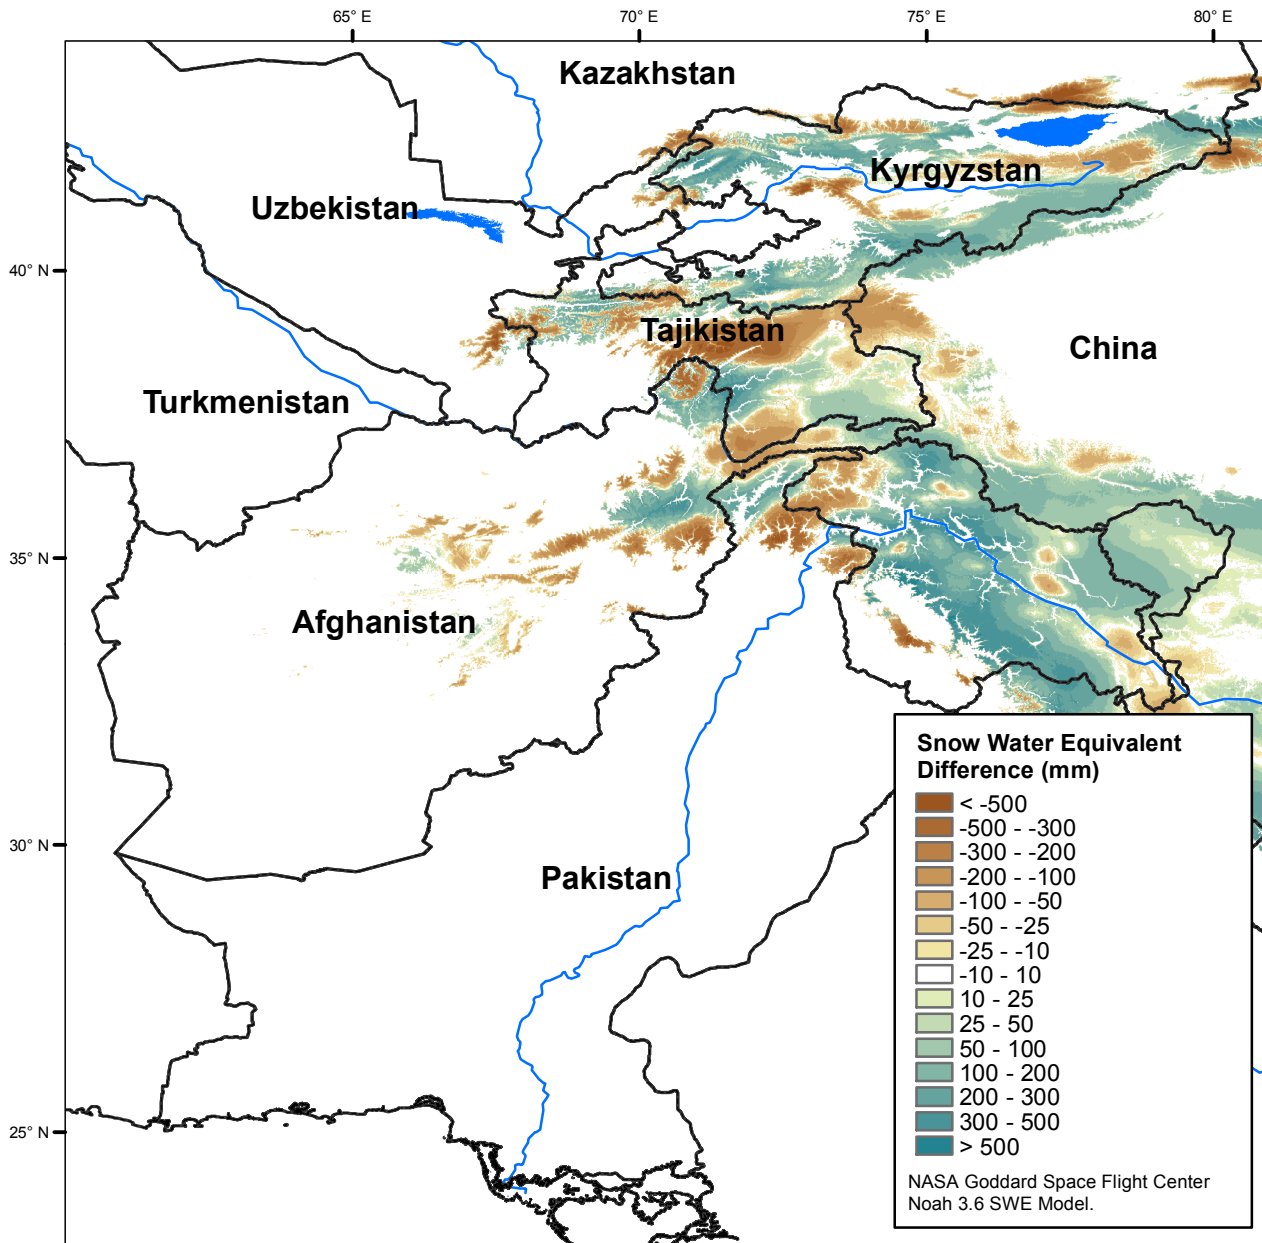 65° E 70° E 75° E 80° E
Kazakhstan
Kyrgyzstan
Uzbekistan
40° N
Tajikistan
China
Turkmenistan
35° N
Afghanistan
Snow Water Equivalent
Difference (mm)
< -500
-500 - -300
30° N
-300 - -200
Pakistan
-200 - -100
-100 - -50
-50 - -25
-25 - -10
-10 - 10
10 - 25
25 - 50
50 - 100
100 - 200
200 - 300
300 - 500
25° N
> 500
NASA Goddard Space Flight Center
Noah 3.6 SWE Model.